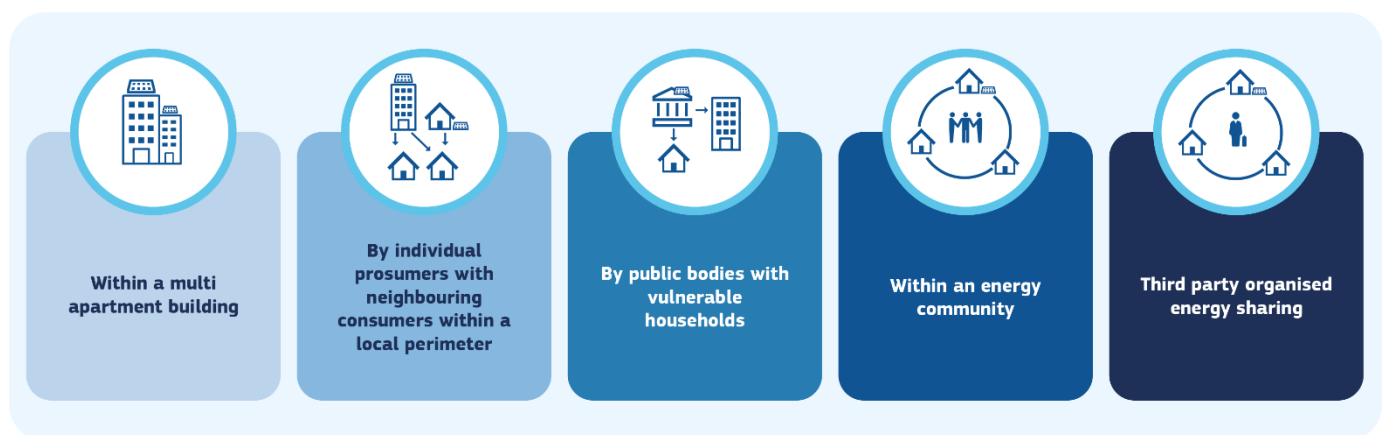 Within a multi
apartment building
By individual
prosumers with
neighbouring
consumers within a
local perimeter
By public bodies with
vulnerable
households
Within an energy
community
Third party organised
energy sharing